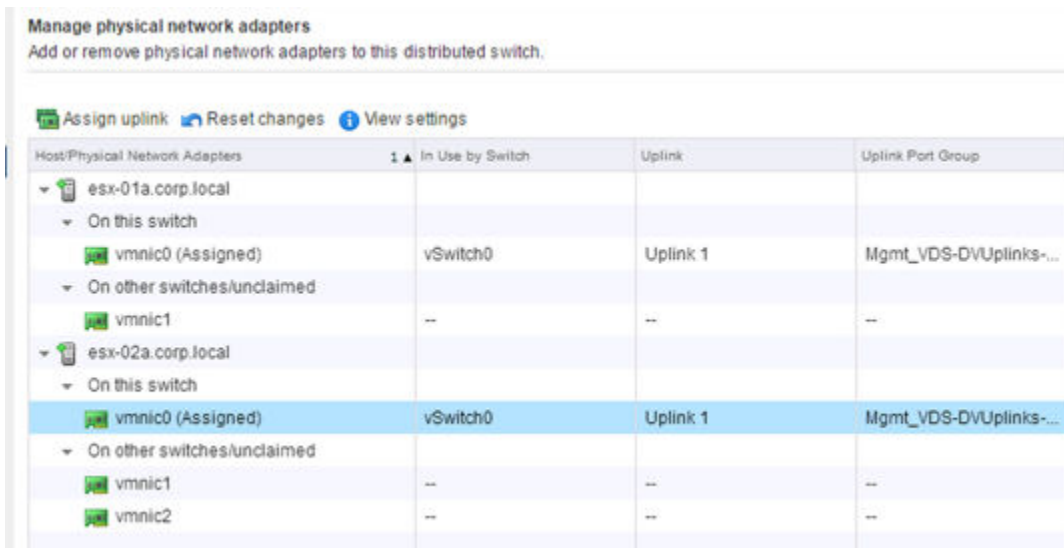 Manage physical network adapters
Add or remove physical network adapters to this distributed switch.
Assign uplink Reset changes View settings
Host/Physical Network Adapters 1 ▲ In Use by Switch Uplink Uplink Port Group
esx-01a.corp.local
On this switch
vmnic0 (Assigned) vSwitch0 Uplink 1 Mgmt_VDS-DVUplinks-...
On other switches/unclaimed
vmnic1 -- -- --
esx-02a.corp.local
On this switch
vmnic0 (Assigned) vSwitch0 Uplink 1 Mgmt_VDS-DVUplinks-...
On other switches/unclaimed
vmnic1 -- -- --
vmnic2 -- -- --